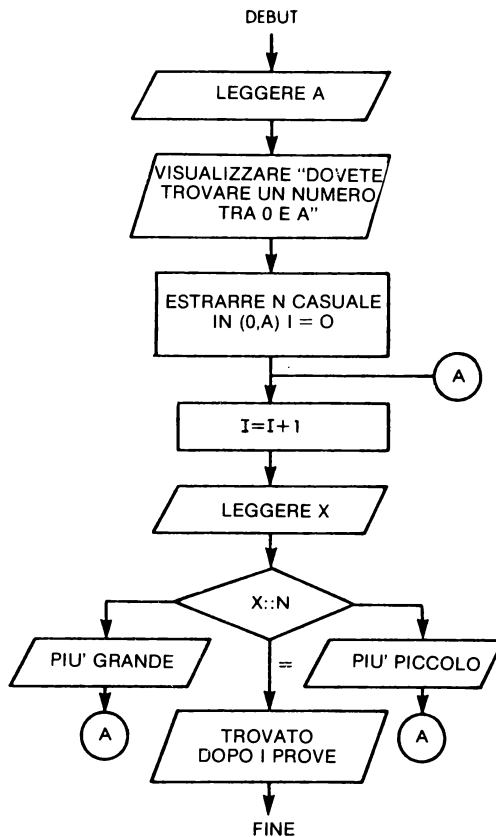 DEBUT
LEGGERE A
VISUALIZZARE "DOVETE
TROVARE UN NUMERO
TRA 0 E A"
ESTRARRE N CASUALE
IN (0,A) I = O
A
I=I+1
LEGGERE X
X::N
PIU' GRANDE
=
PIU' PICCOLO
A
TROVATO
DOPO I PROVE
A
FINE